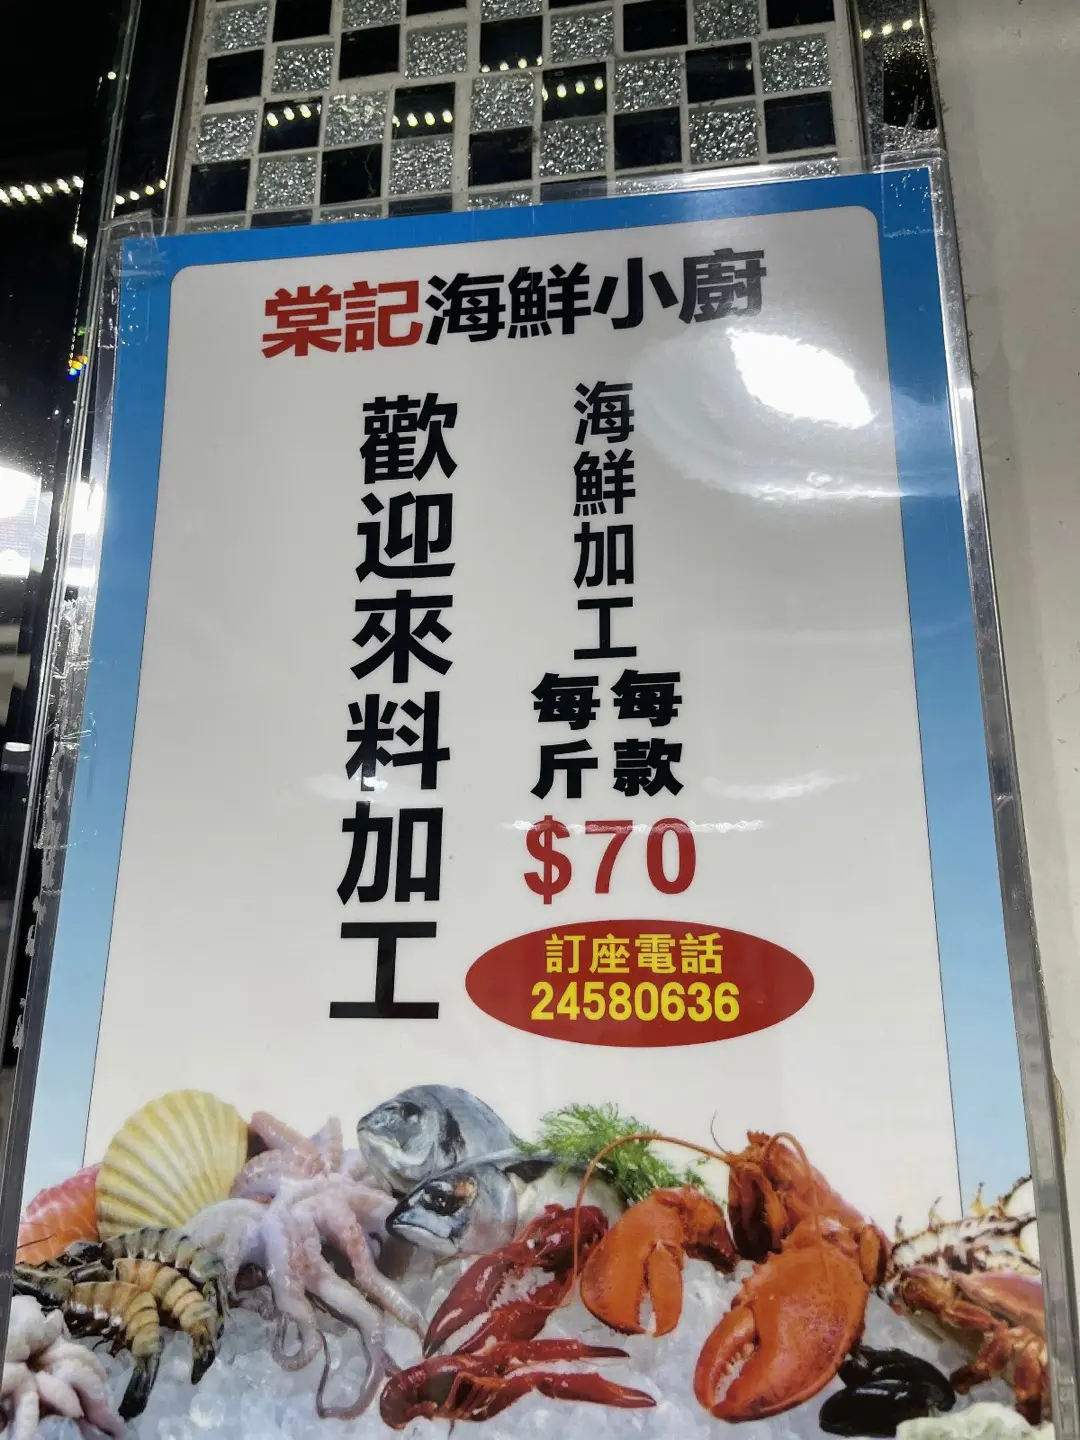 棠記海鮮小廚
海鮮加工
每款
每斤
$70
歡迎來料加工
訂座電話
24580636